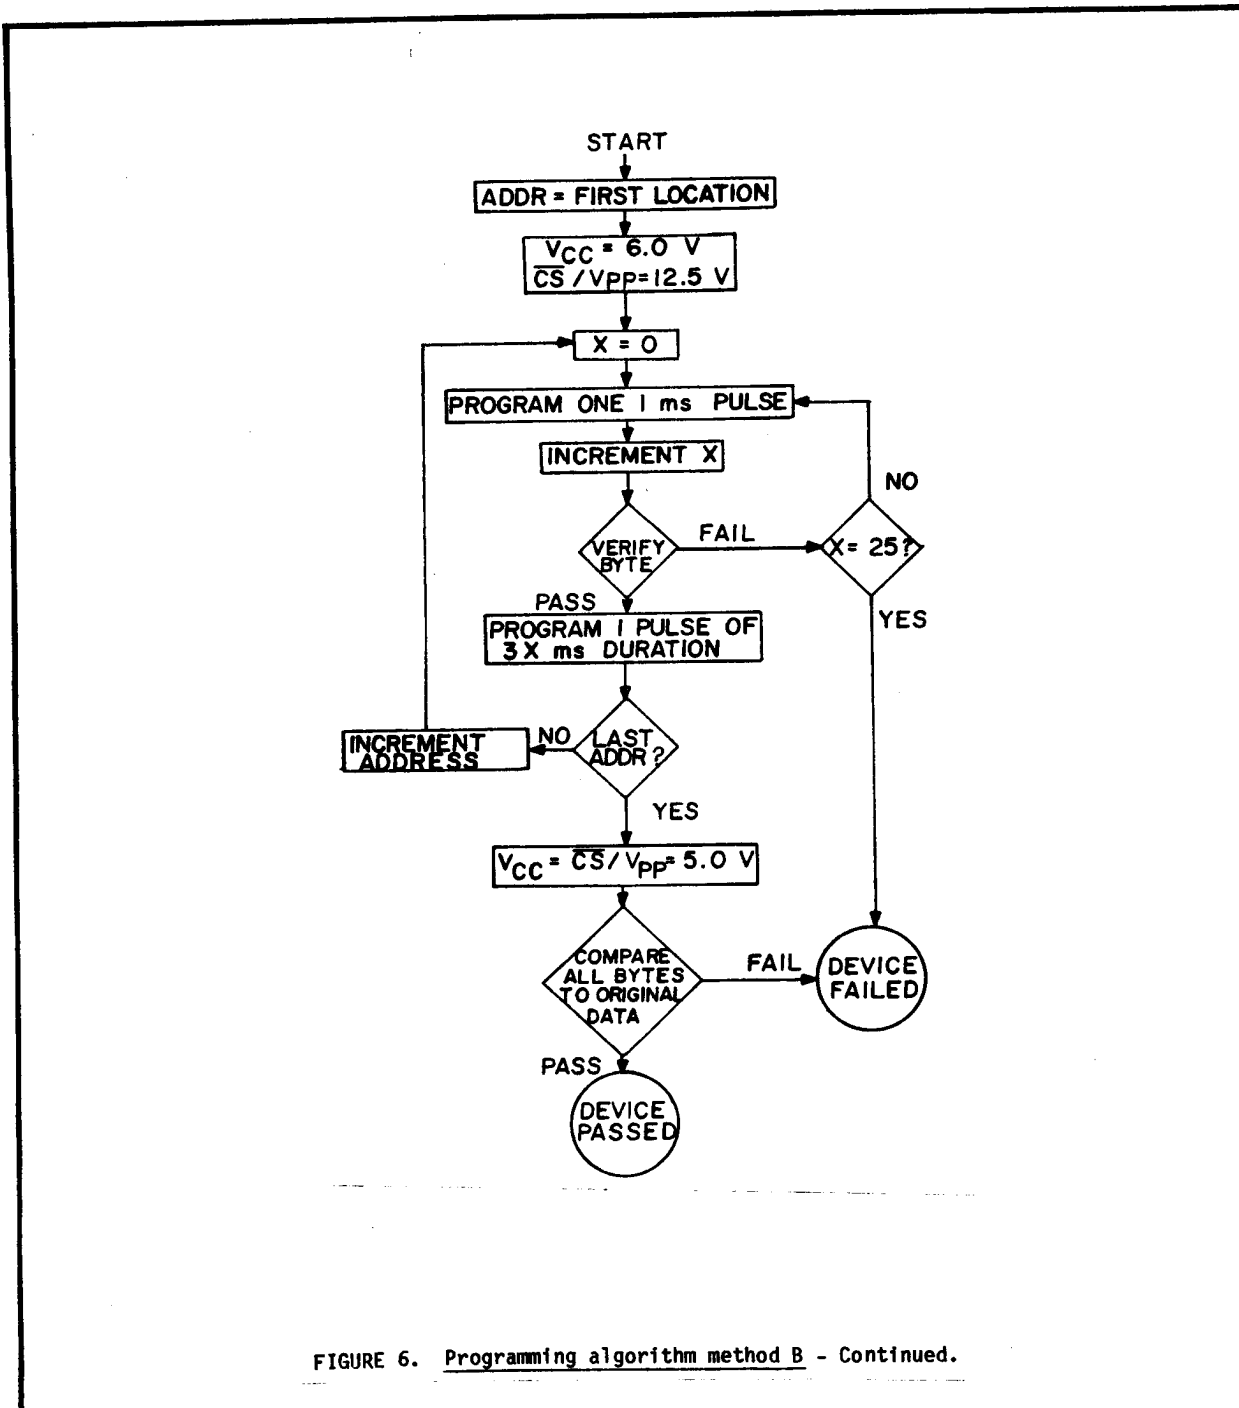 START
ADDR = FIRST LOCATION
VCC = 6.0 V
C̅S̅ / VPP = 12.5 V
X = 0
PROGRAM ONE 1 ms PULSE
INCREMENT X
NO
VERIFY
BYTE
FAIL
X = 25?
PASS
YES
PROGRAM 1 PULSE OF
3X ms DURATION
INCREMENT
ADDRESS
NO
LAST
ADDR?
YES
VCC = C̅S̅ / VPP = 5.0 V
COMPARE
ALL BYTES
TO ORIGINAL
DATA
FAIL
DEVICE
FAILED
PASS
DEVICE
PASSED
FIGURE 6. Programming algorithm method B - Continued.